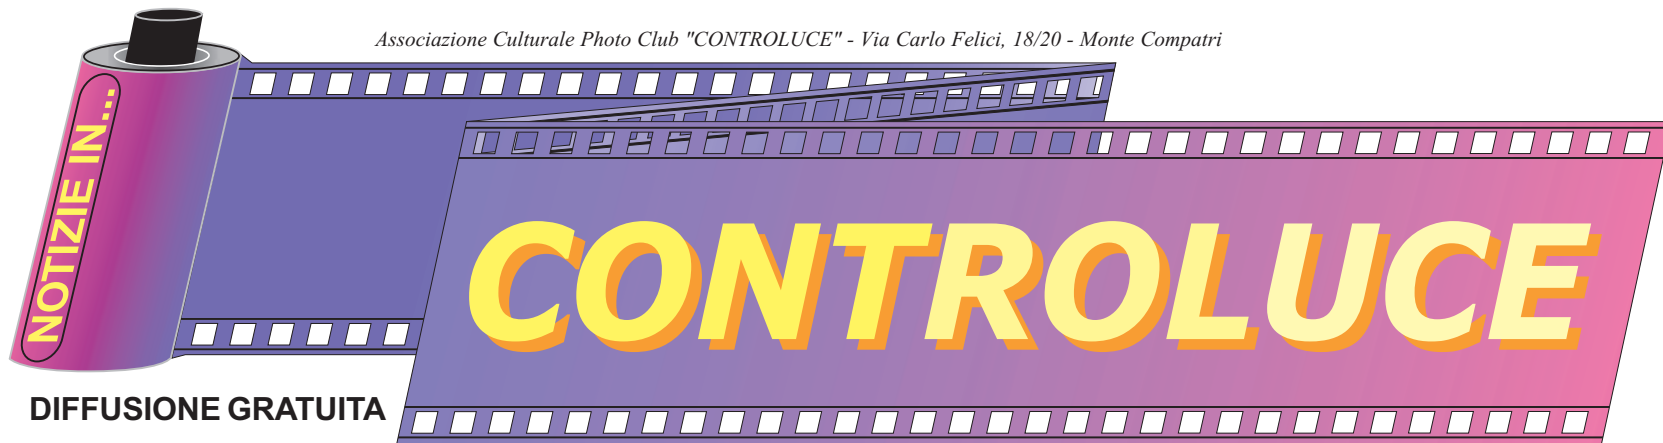 Associazione Culturale Photo Club "CONTROLUCE" - Via Carlo Felici, 18/20 - Monte Compatri
NOTIZIE IN...
CONTROLUCE
DIFFUSIONE GRATUITA